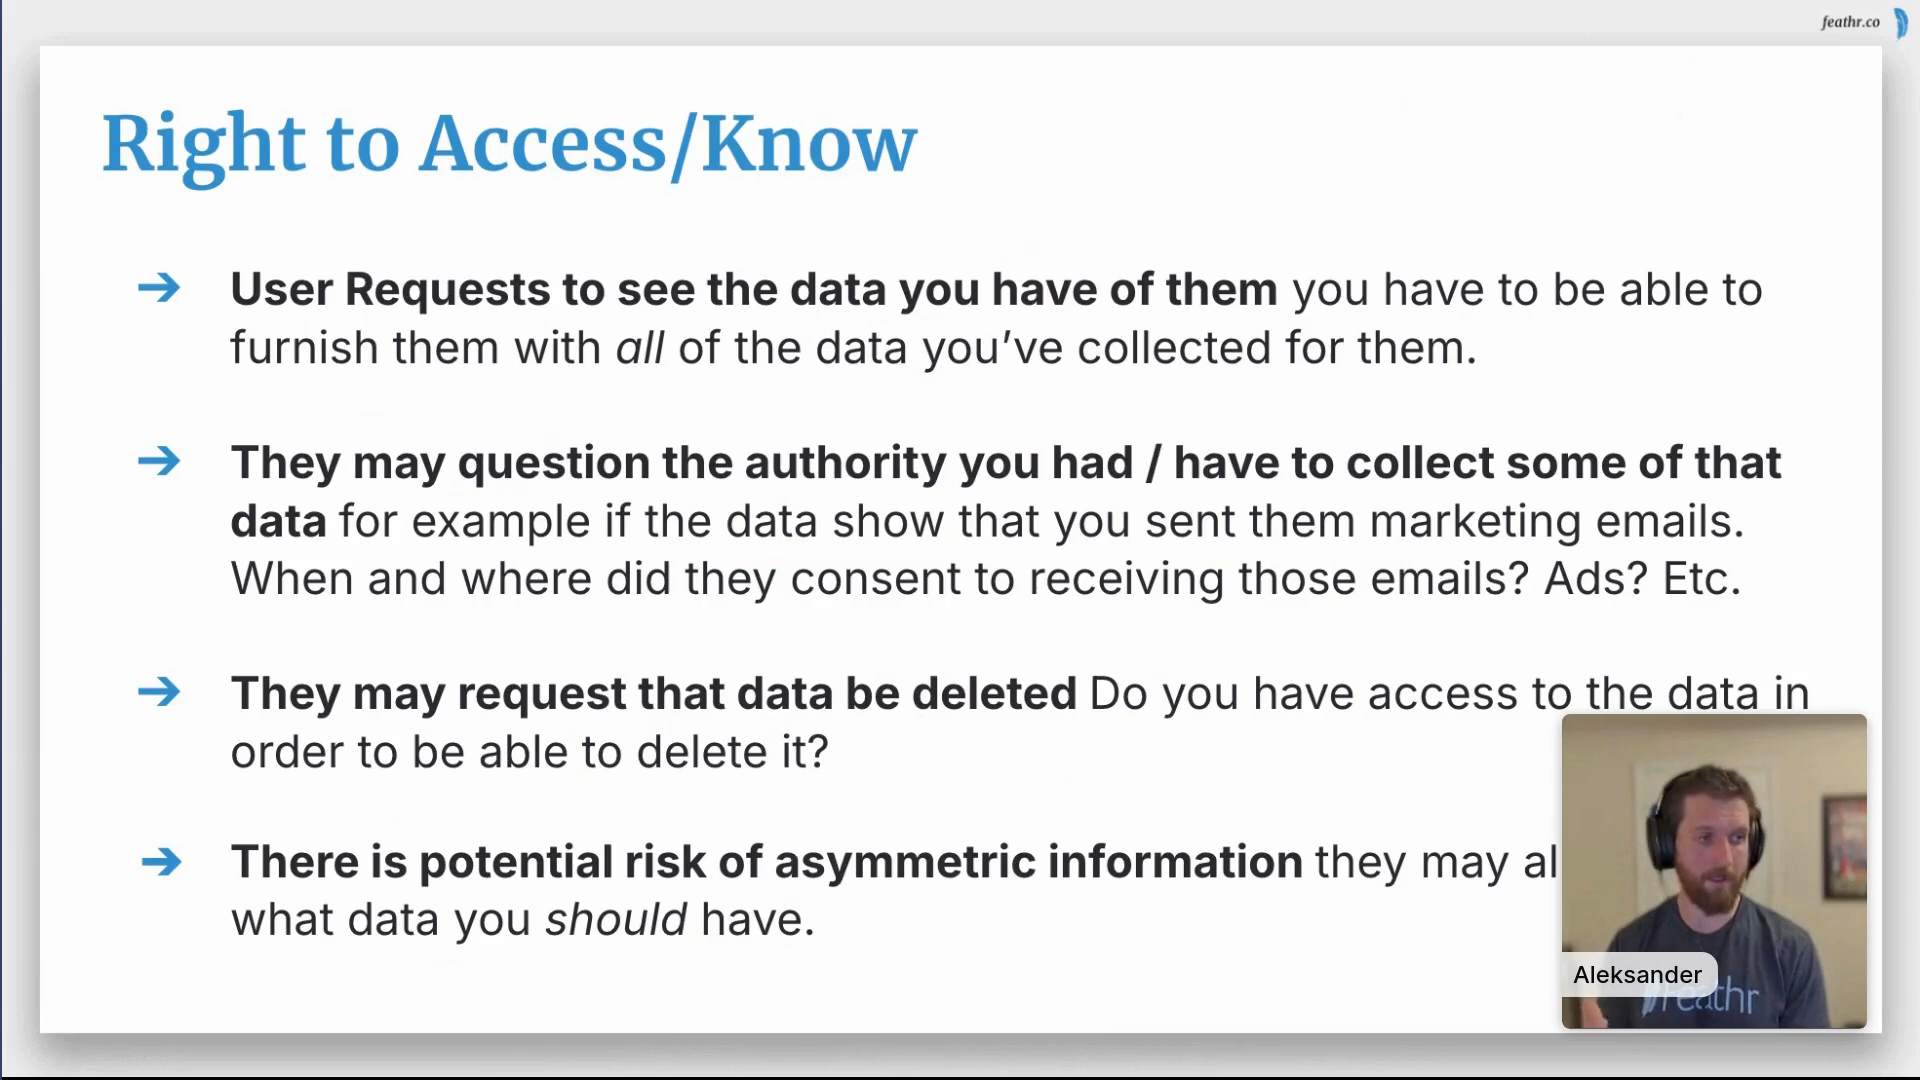 feathr.co
Right to Access/Know
➔ User Requests to see the data you have of them you have to be able to
furnish them with all of the data you’ve collected for them.
➔ They may question the authority you had / have to collect some of that
data for example if the data show that you sent them marketing emails.
When and where did they consent to receiving those emails? Ads? Etc.
➔ They may request that data be deleted Do you have access to the data in
order to be able to delete it?
➔ There is potential risk of asymmetric information they may
what data you should have.
Aleksander
Feathr